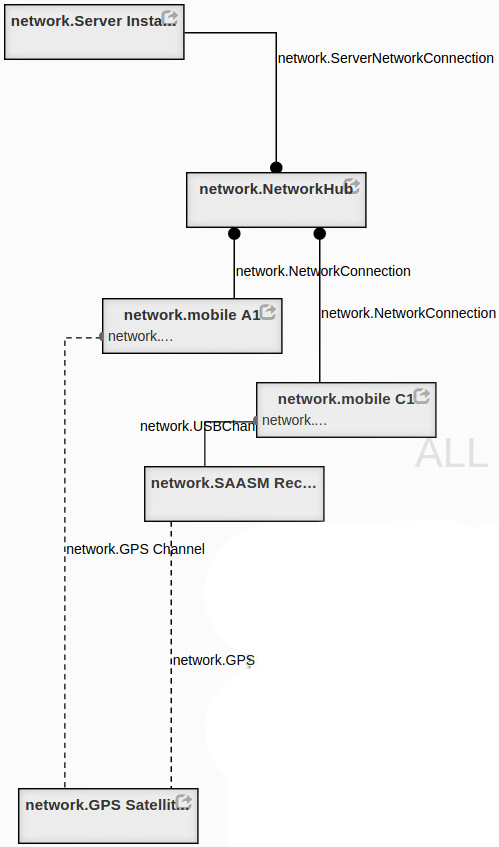 network.Server Insta...
network.ServerNetworkConnection
network.NetworkHub
network.NetworkConnection
network.mobile A1
network....
network.NetworkConnection
network.mobile C1
network....
network.USBChan
ALL
network.SAASM Rec...
network.GPS Channel
network.GPS
network.GPS Satellit...